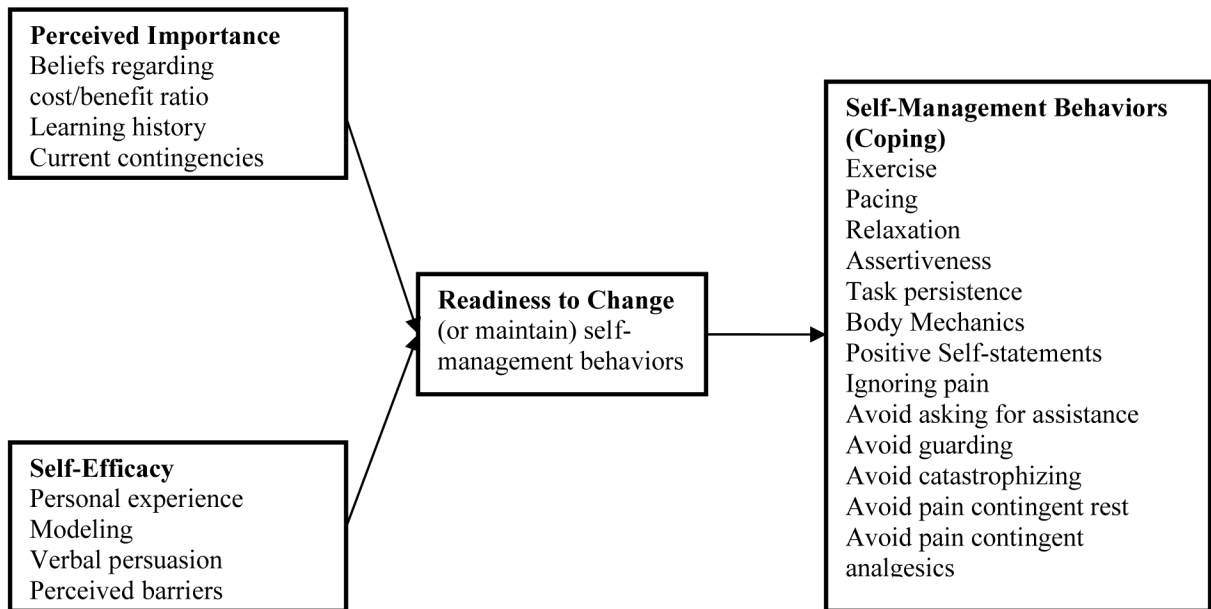 Perceived Importance
Beliefs regarding
cost/benefit ratio
Learning history
Current contingencies
Self-Efficacy
Personal experience
Modeling
Verbal persuasion
Perceived barriers
Readiness to Change
(or maintain) self-
management behaviors
Self-Management Behaviors
(Coping)
Exercise
Pacing
Relaxation
Assertiveness
Task persistence
Body Mechanics
Positive Self-statements
Ignoring pain
Avoid asking for assistance
Avoid guarding
Avoid catastrophizing
Avoid pain contingent rest
Avoid pain contingent
analgesics